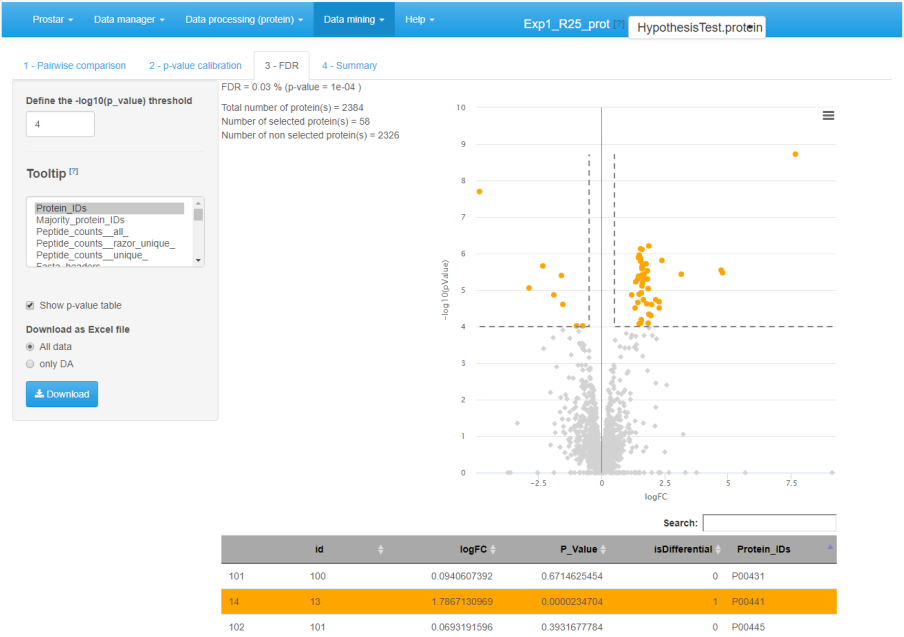 Prostar Data manager Data processing (protein) Data mining Help Exp1_R25_prot [?] HypothesisTest.protein
1 - Pairwise comparison 2 - p-value calibration 3 - FDR 4 - Summary
FDR = 0.03 % (p-value = 1e-04 )
Total number of protein(s) = 2384
Number of selected protein(s) = 58
Number of non selected protein(s) = 2326
Define the -log10(p_value) threshold
4
Tooltip [?]
Protein_IDs
Majority_protein_IDs
Peptide_counts__all_
Peptide_counts__razor_unique_
Peptide_counts__unique_
Fasta_headers
Show p-value table
Download as Excel file
All data
only DA
Download
10
9
8
7
6
5
4
3
2
1
0
-log10(pValue)
-2.5 0 2.5 5 7.5
logFC
Search:
id logFC P_Value isDifferential Protein_IDs
101 100 0.0940607392 0.6714625454 0 P00431
14 13 1.7867130969 0.0000234704 1 P00441
102 101 0.0693191596 0.3931677784 0 P00445